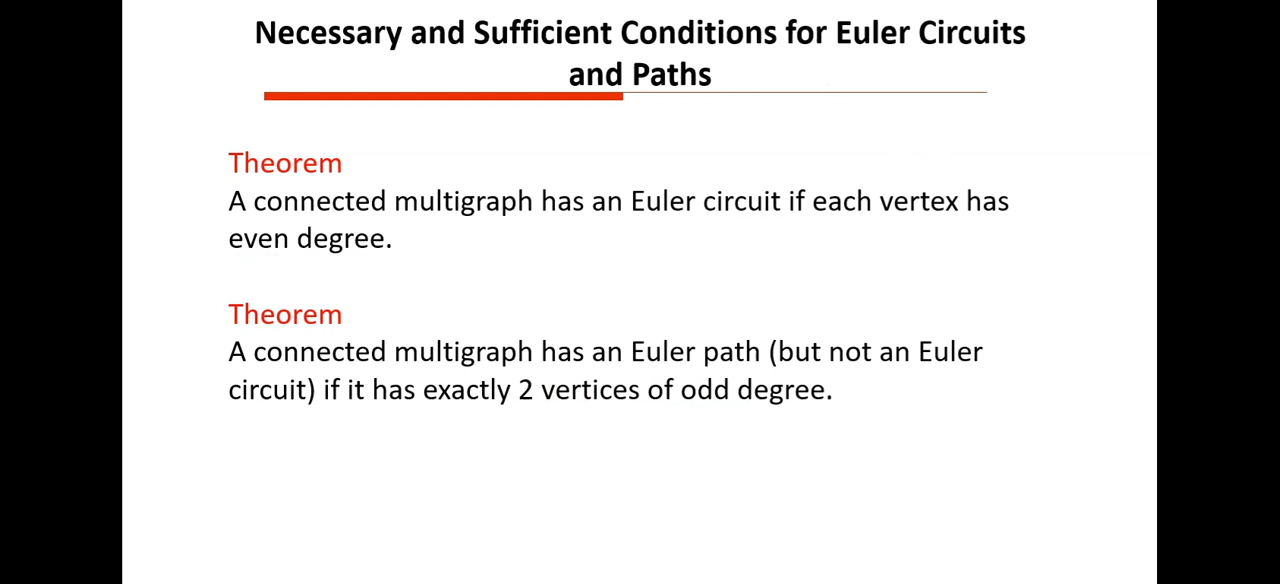 Necessary and Sufficient Conditions for Euler Circuits
and Paths
Theorem
A connected multigraph has an Euler circuit if each vertex has
even degree.
Theorem
A connected multigraph has an Euler path (but not an Euler
circuit) if it has exactly 2 vertices of odd degree.